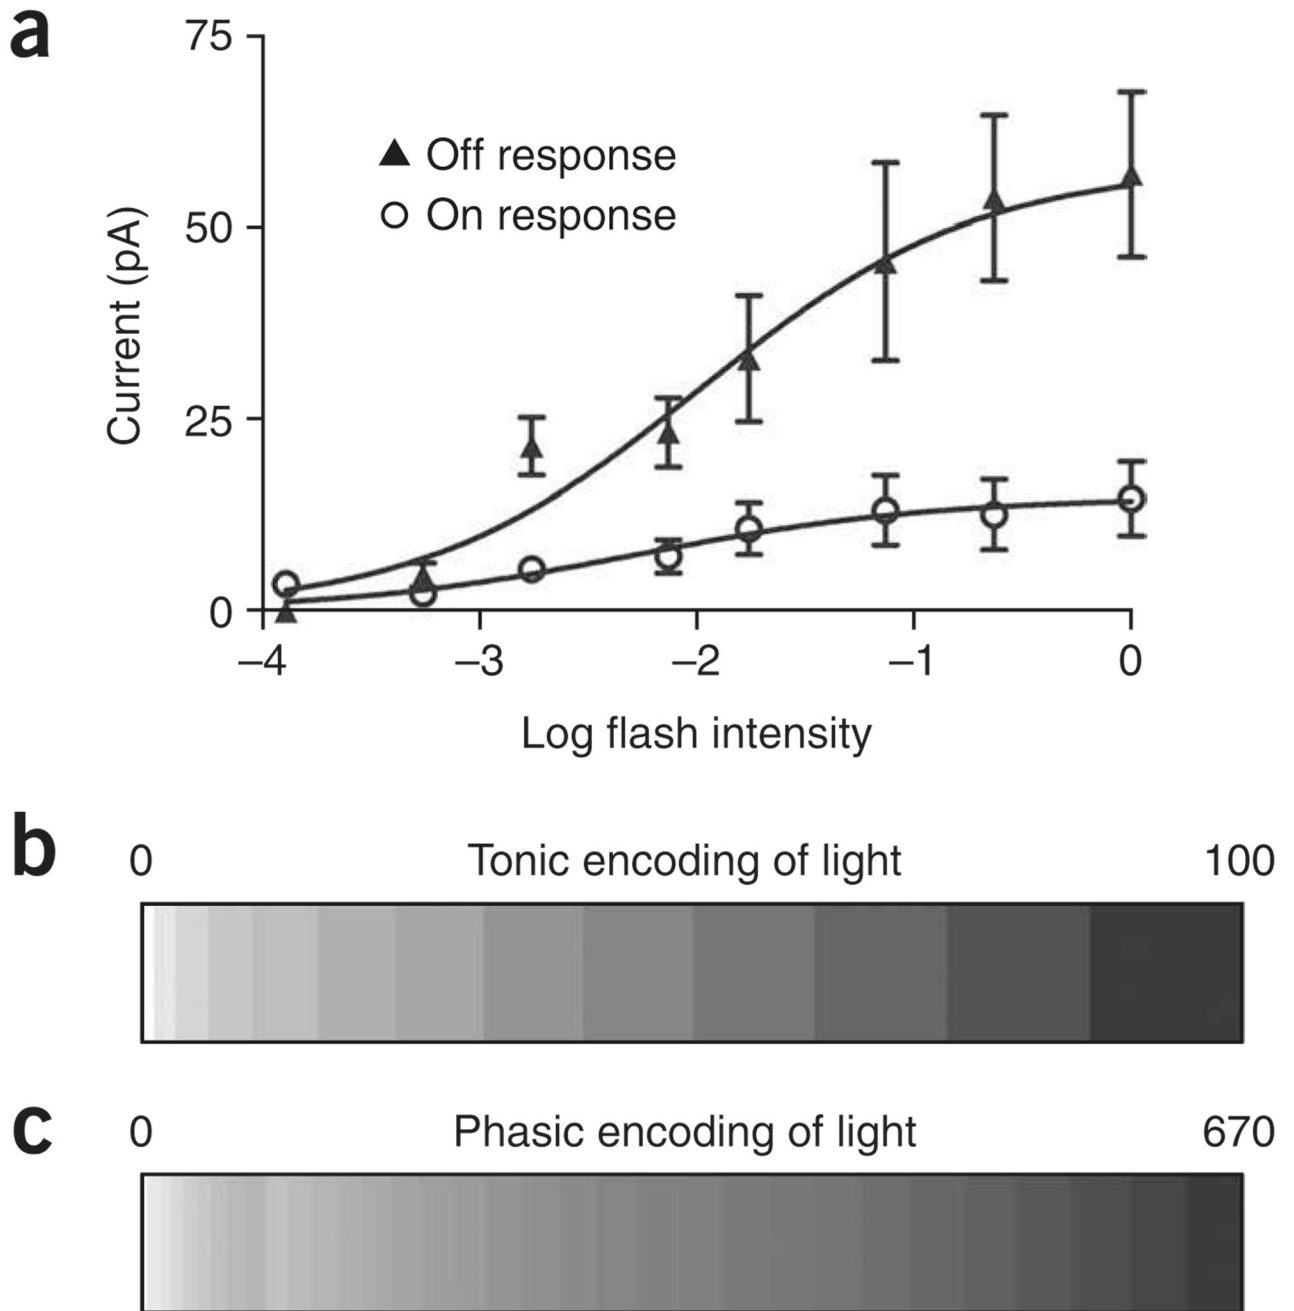 a
75
50
25
0
Current (pA)
▲ Off response
○ On response
–4 –3 –2 –1 0
Log flash intensity
b
0 Tonic encoding of light 100
c
0 Phasic encoding of light 670